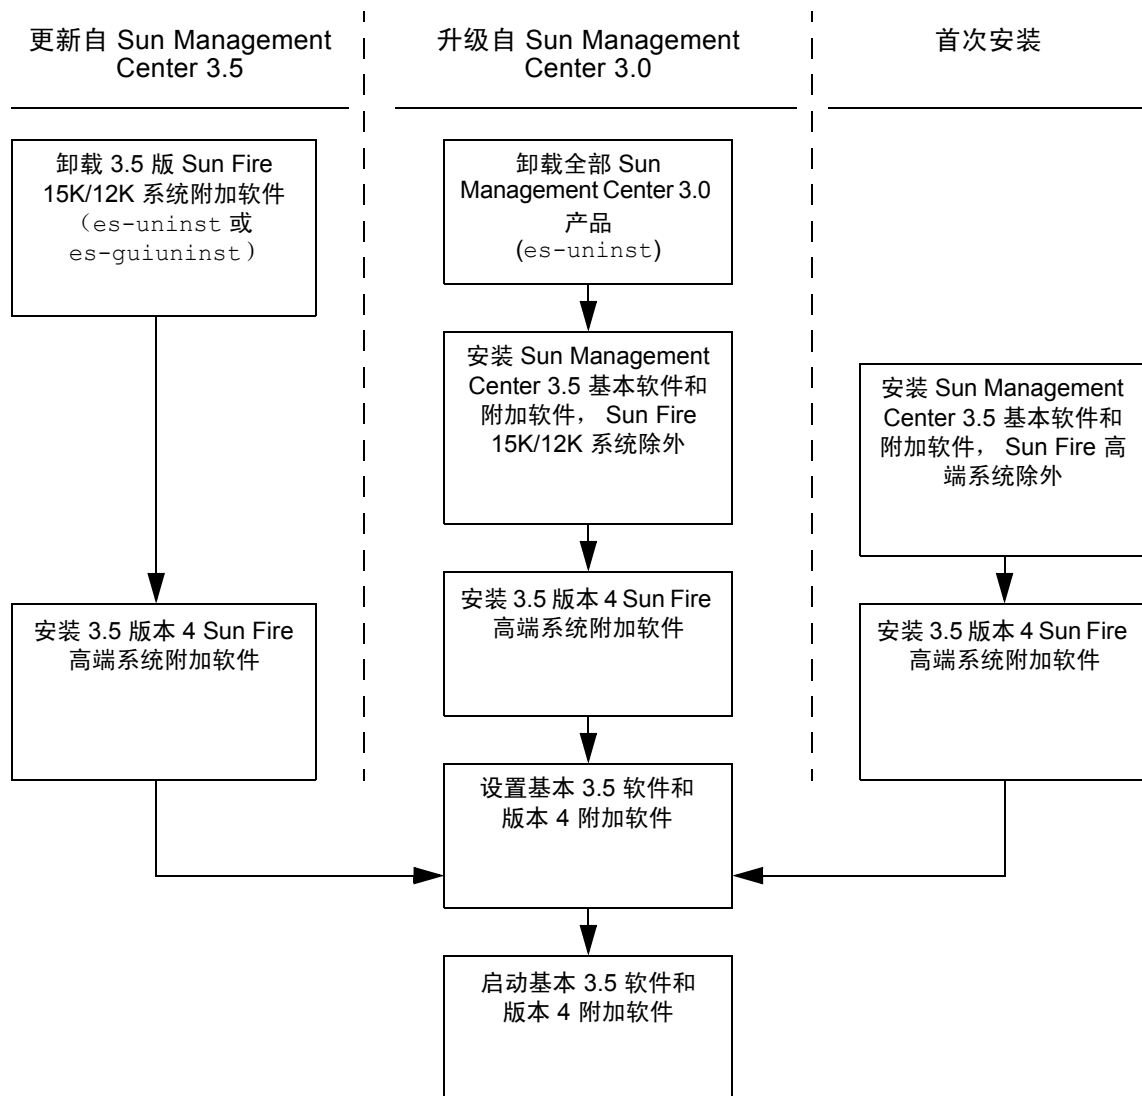 更新自 Sun Management
Center 3.5
升级自 Sun Management
Center 3.0
首次安装
卸载 3.5 版 Sun Fire
15K/12K 系统附加软件
（es-uninst 或
es-guiuninst）
卸载全部 Sun
Management Center 3.0
产品
(es-uninst)
安装 Sun Management
Center 3.5 基本软件和
附加软件， Sun Fire
15K/12K 系统除外
安装 Sun Management
Center 3.5 基本软件和
附加软件， Sun Fire 高
端系统除外
安装 3.5 版本 4 Sun Fire
高端系统附加软件
安装 3.5 版本 4 Sun Fire
高端系统附加软件
安装 3.5 版本 4 Sun Fire
高端系统附加软件
设置基本 3.5 软件和
版本 4 附加软件
启动基本 3.5 软件和
版本 4 附加软件